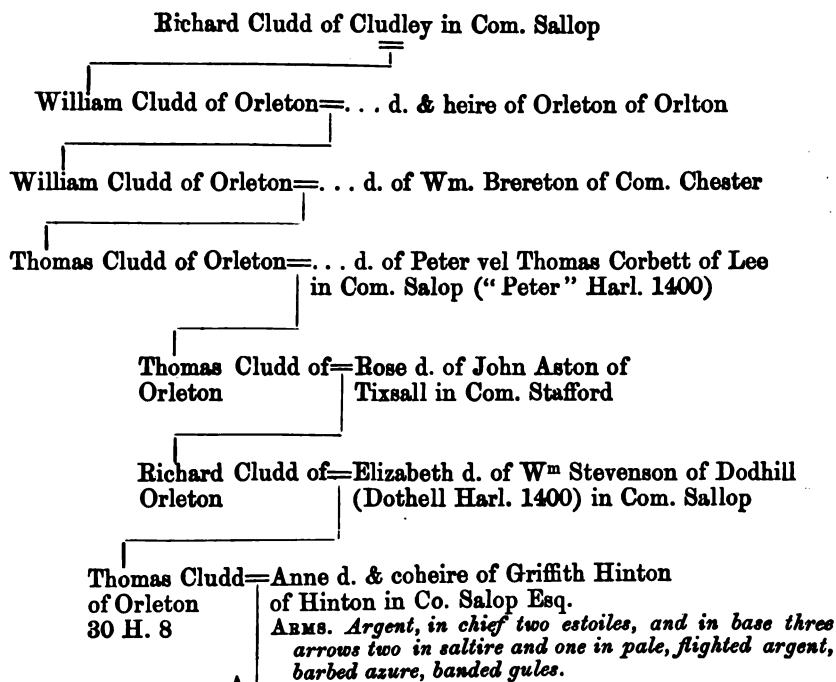 Richard Cludd of Cludley in Com. Sallop
William Cludd of Orleton=. . . d. & heire of Orleton of Orlton
William Cludd of Orleton=. . . d. of Wm. Brereton of Com. Chester
Thomas Cludd of Orleton=. . . d. of Peter vel Thomas Corbett of Lee
in Com. Salop (“Peter” Harl. 1400)
Thomas Cludd of=Rose d. of John Aston of
Orleton Tixsall in Com. Stafford
Richard Cludd of=Elizabeth d. of Wᵐ Stevenson of Dodhill
Orleton (Dothell Harl. 1400) in Com. Sallop
Thomas Cludd=Anne d. & coheire of Griffith Hinton
of Orleton of Hinton in Co. Salop Esq.
30 H. 8 ARMS. Argent, in chief two estoiles, and in base three
arrows two in saltire and one in pale, flighted argent,
barbed azure, banded gules.